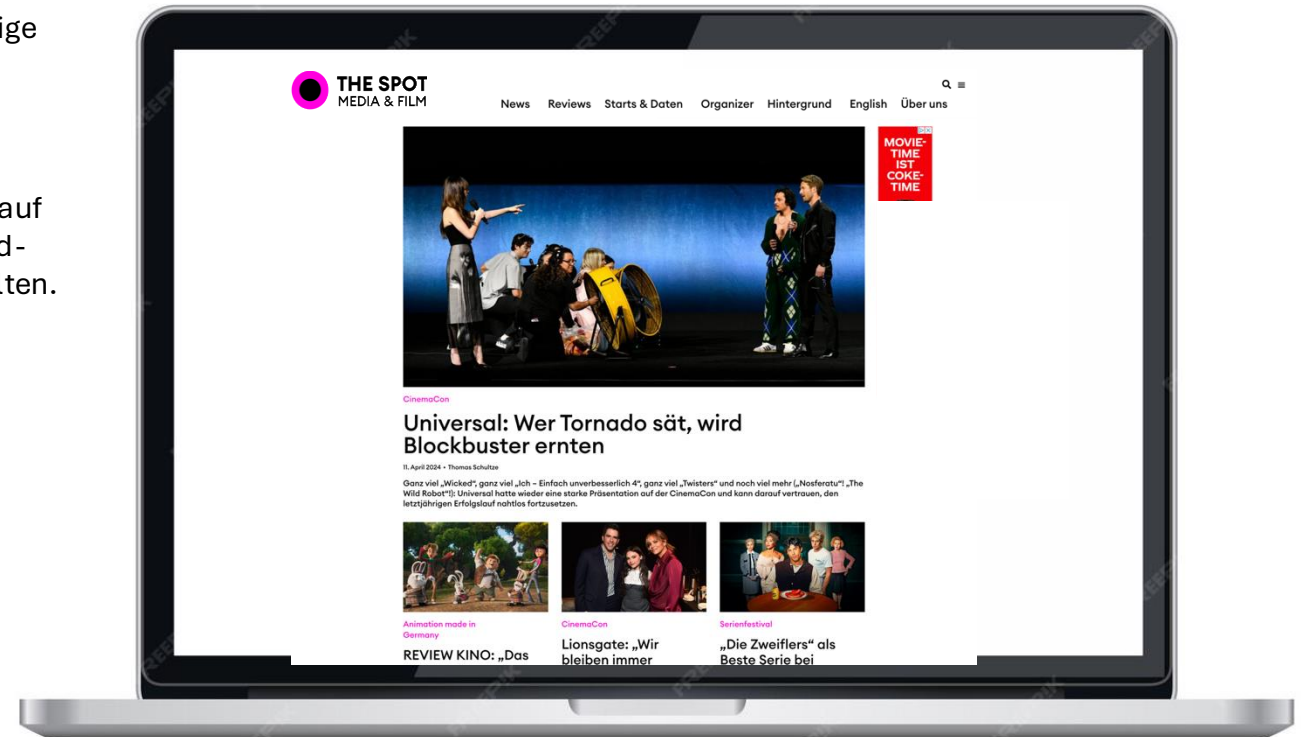 ige
auf
d-
ten.
THE SPOT
MEDIA & FILM
News Reviews Starts & Daten Organizer Hintergrund English Über uns
MOVIE-
TIME
IST
COKE-
TIME
CinemaCon
Universal: Wer Tornado sät, wird
Blockbuster ernten
11. April 2024 • Thomas Schultze
Ganz viel „Wicked“, ganz viel „Ich – Einfach unverbesserlich 4“, ganz viel „Twisters“ und noch viel mehr („Nosferatu“! „The
Wild Robot“!): Universal hatte wieder eine starke Präsentation auf der CinemaCon und kann darauf vertrauen, den
letztjährigen Erfolgslauf nahtlos fortzusetzen.
Animation made in
Germany
REVIEW KINO: „Das
CinemaCon
Lionsgate: „Wir
bleiben immer
Serienfestival
„Die Zweiflers“ als
Beste Serie bei